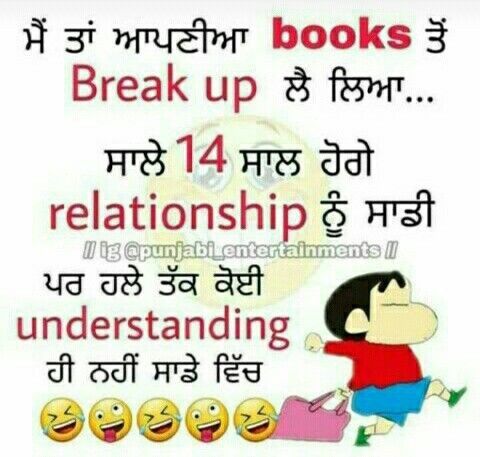 ਮੈਂ ਤਾਂ ਆਪਣੀਆ books ਤੋਂ
Break up ਲੈ ਲਿਆ...
ਸਾਲੇ 14 ਸਾਲ ਹੋਗੇ
relationship ਨੂੰ ਸਾਡੀ
// ig @punjabi_entertainments //
ਪਰ ਹਲੇ ਤੱਕ ਕੋਈ
understanding
ਹੀ ਨਹੀਂ ਸਾਡੇ ਵਿੱਚ
🤣🤪🤣🤪🤣